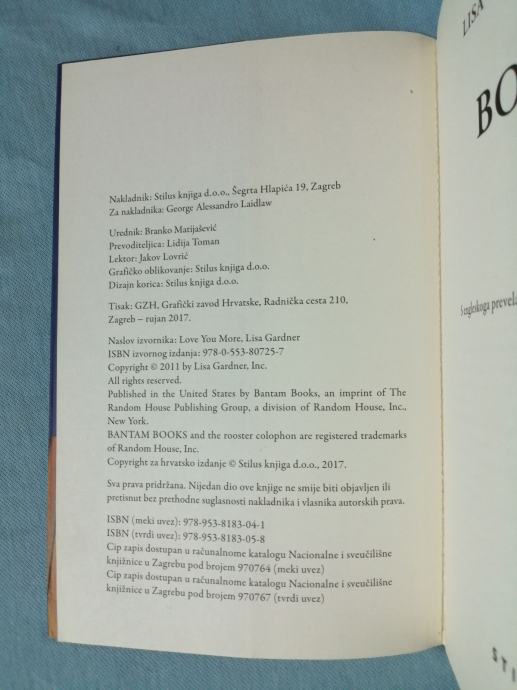 Nakladnik: Stilus knjiga d.o.o., Šegrta Hlapića 19, Zagreb
Za nakladnika: George Alessandro Laidlaw
Urednik: Branko Matijašević
Prevoditeljica: Lidija Toman
Lektor: Jakov Lovrić
Grafičko oblikovanje: Stilus knjiga d.o.o.
Dizajn korica: Stilus knjiga d.o.o.
Tisak: GZH, Grafički zavod Hrvatske, Radnička cesta 210,
Zagreb – rujan 2017.
Naslov izvornika: Love You More, Lisa Gardner
ISBN izvornog izdanja: 978-0-553-80725-7
Copyright © 2011 by Lisa Gardner, Inc.
All rights reserved.
Published in the United States by Bantam Books, an imprint of The
Random House Publishing Group, a division of Random House, Inc.,
New York.
BANTAM BOOKS and the rooster colophon are registered trademarks
of Random House, Inc.
Copyright za hrvatsko izdanje © Stilus knjiga d.o.o., 2017.
Sva prava pridržana. Nijedan dio ove knjige ne smije biti objavljen ili
pretisnut bez prethodne suglasnosti nakladnika i vlasnika autorskih prava.
ISBN (meki uvez): 978-953-8183-04-1
ISBN (tvrdi uvez): 978-953-8183-05-8
Cip zapis dostupan u računalnome katalogu Nacionalne i sveučilišne
knjižnice u Zagrebu pod brojem 970764 (meki uvez)
Cip zapis dostupan u računalnome katalogu Nacionalne i sveučilišne
knjižnice u Zagrebu pod brojem 970767 (tvrdi uvez)
LISA
BO
S engleskoga prevela
STI